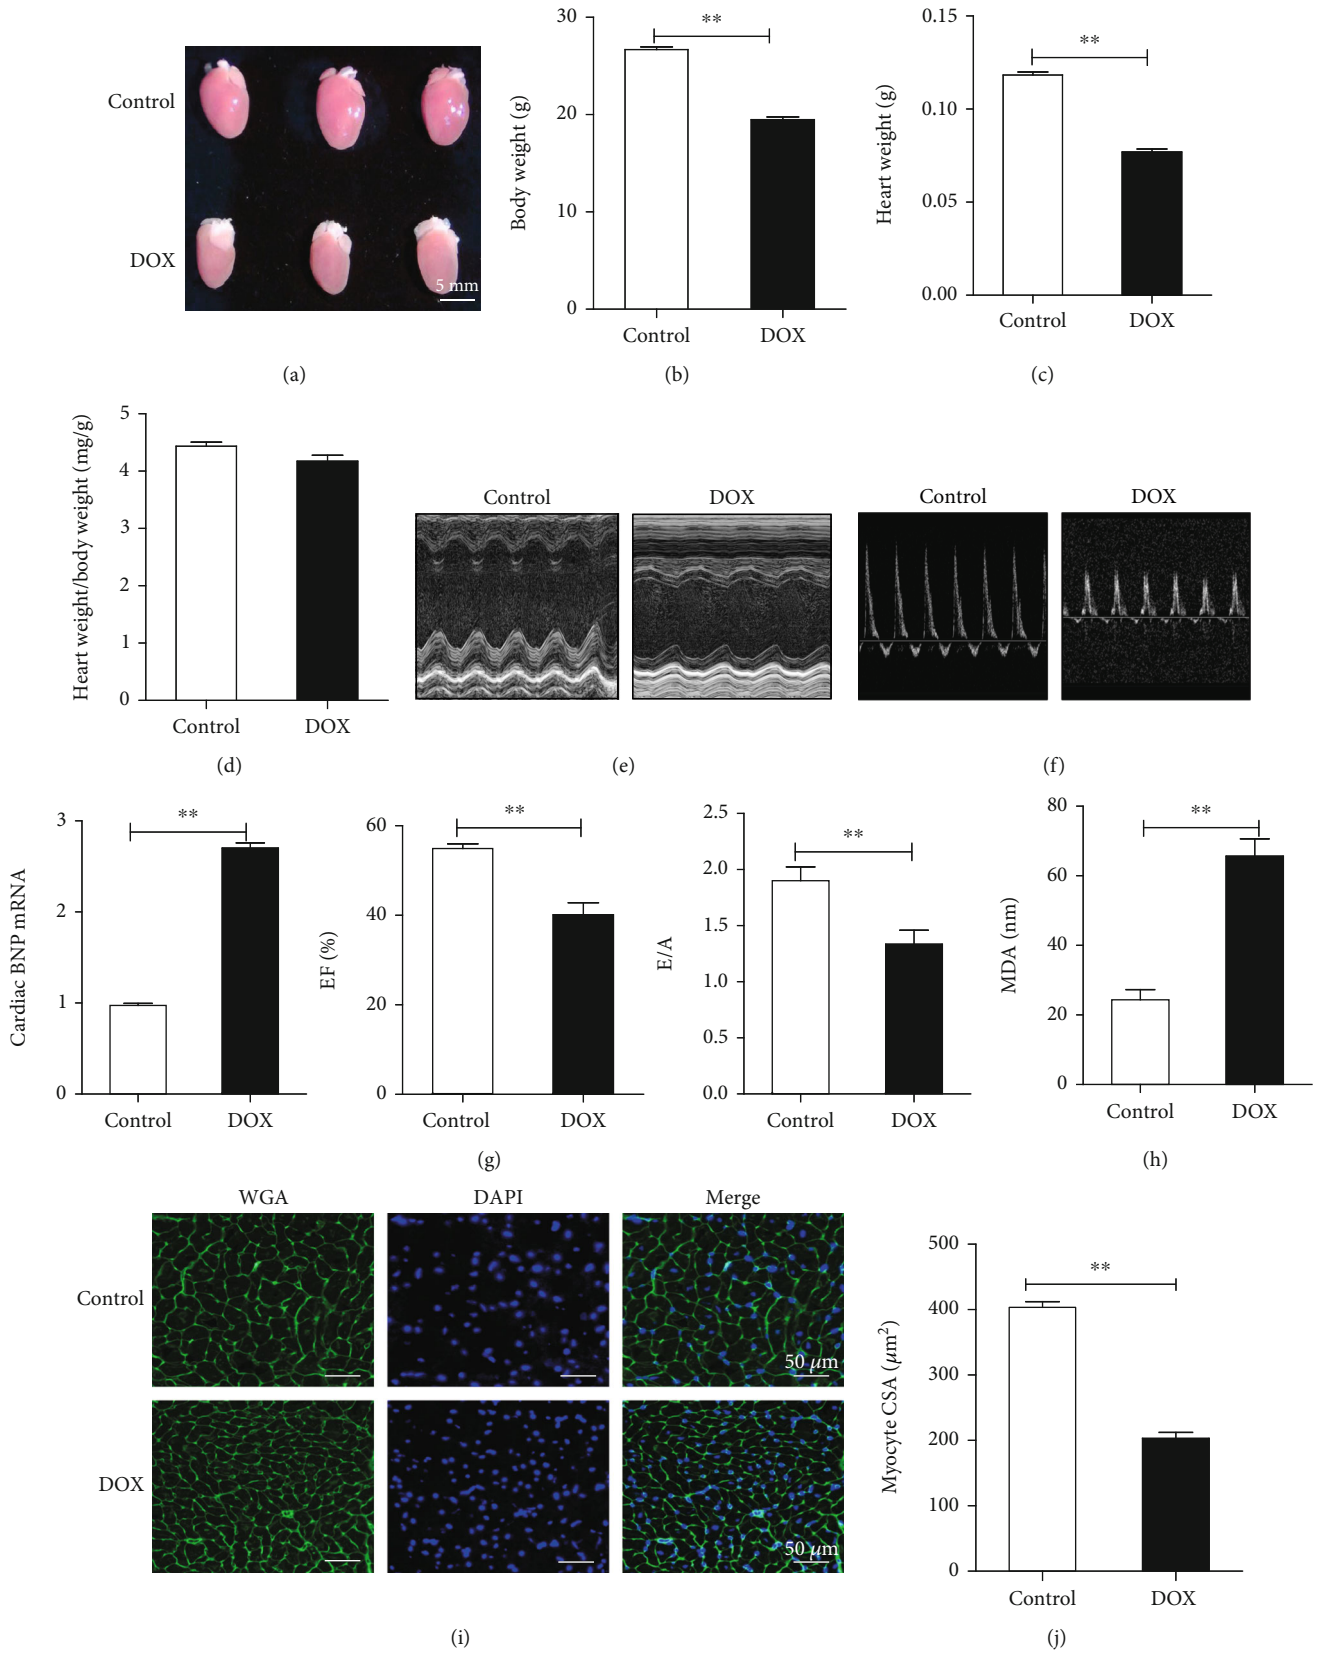 Control
DOX
5 mm
(a)
Body weight (g)
30
20
10
0
**
Control
DOX
(b)
Heart weight (g)
0.15
0.10
0.05
0.00
**
Control
DOX
(c)
Heart weight/body weight (mg/g)
5
4
3
2
1
0
Control
DOX
(d)
Control
DOX
(e)
Control
DOX
(f)
Cardiac BNP mRNA
3
2
1
0
**
Control
DOX
EF (%)
60
40
20
0
**
Control
DOX
(g)
E/A
2.5
2.0
1.5
1.0
0.5
0.0
**
Control
DOX
MDA (nm)
80
60
40
20
0
**
Control
DOX
(h)
WGA
DAPI
Merge
Control
50 μm
DOX
50 μm
(i)
Myocyte CSA (μm²)
500
400
300
200
100
0
**
Control
DOX
(j)